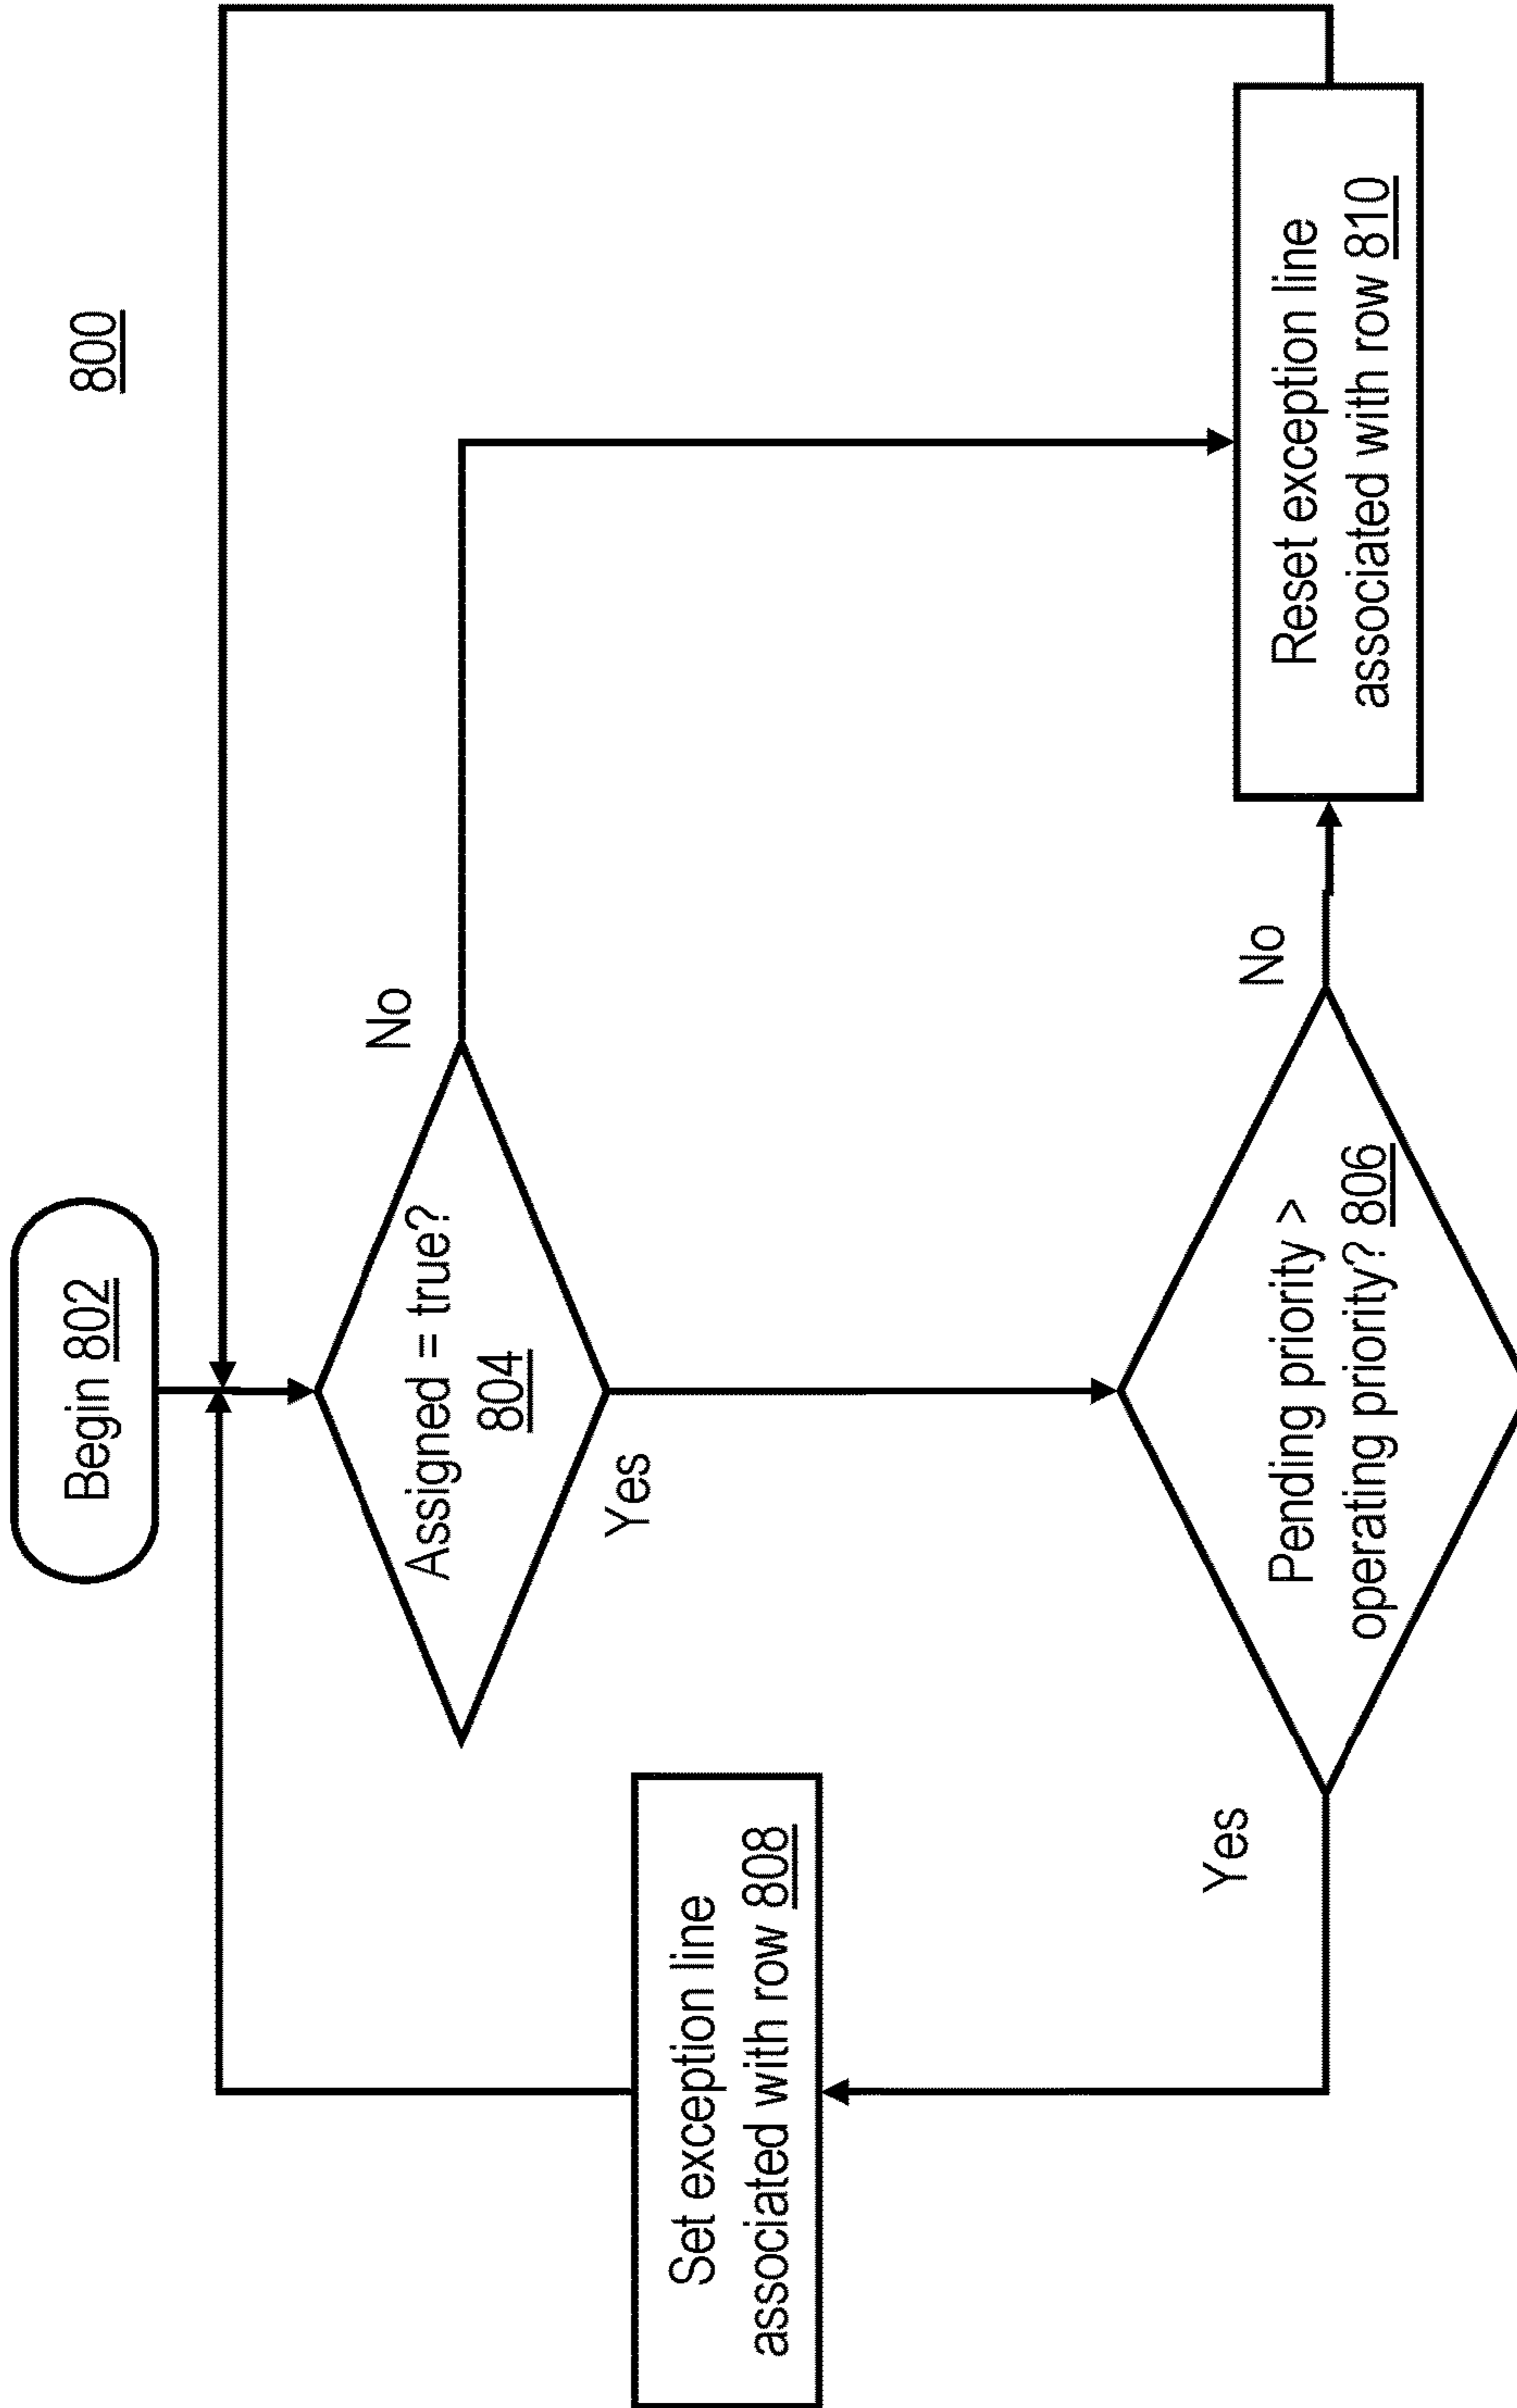 800
Begin 802
Assigned = true?
804
No
Yes
Pending priority >
operating priority? 806
Yes
No
Set exception line
associated with row 808
Reset exception line
associated with row 810